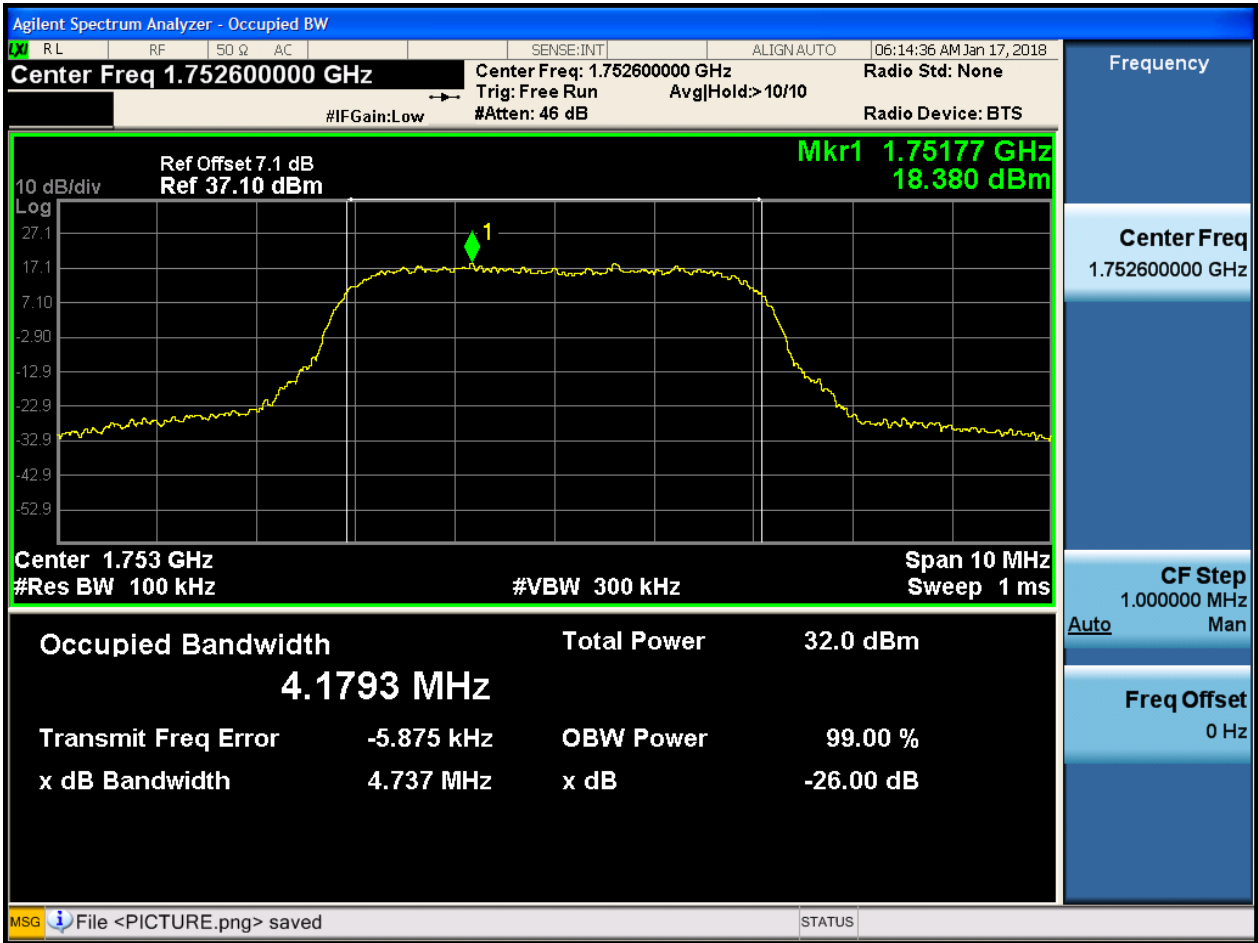 Agilent Spectrum Analyzer - Occupied BW
LXI RL RF 50 Ω AC SENSE:INT ALIGN AUTO 06:14:36 AM Jan 17, 2018
Center Freq 1.752600000 GHz
Center Freq: 1.752600000 GHz
Radio Std: None
Trig: Free Run Avg|Hold:>10/10
#IFGain:Low
#Atten: 46 dB
Radio Device: BTS
Mkr1 1.75177 GHz
18.380 dBm
Ref Offset 7.1 dB
10 dB/div Ref 37.10 dBm
Log
27.1
17.1
7.10
-2.90
-12.9
-22.9
-32.9
-42.9
-52.9
1
Center 1.753 GHz Span 10 MHz
#Res BW 100 kHz #VBW 300 kHz Sweep 1 ms
Occupied Bandwidth
4.1793 MHz
Total Power 32.0 dBm
Transmit Freq Error -5.875 kHz OBW Power 99.00 %
x dB Bandwidth 4.737 MHz x dB -26.00 dB
Frequency
Center Freq
1.752600000 GHz
CF Step
1.000000 MHz
Auto Man
Freq Offset
0 Hz
MSG File <PICTURE.png> saved STATUS